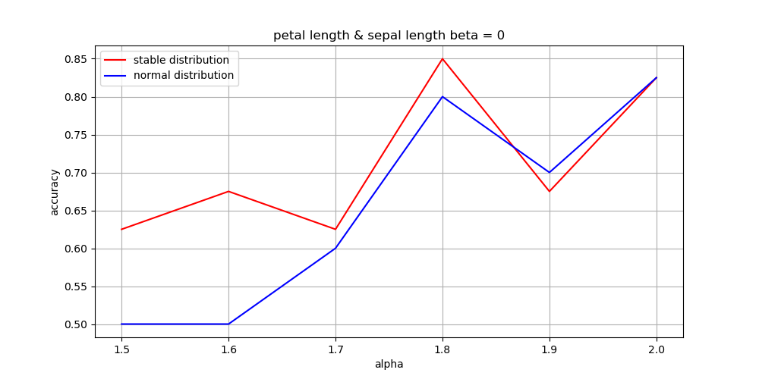 petal length & sepal length beta = 0
stable distribution
normal distribution
0.85
0.80
0.75
0.70
0.65
0.60
0.55
0.50
accuracy
1.5 1.6 1.7 1.8 1.9 2.0
alpha